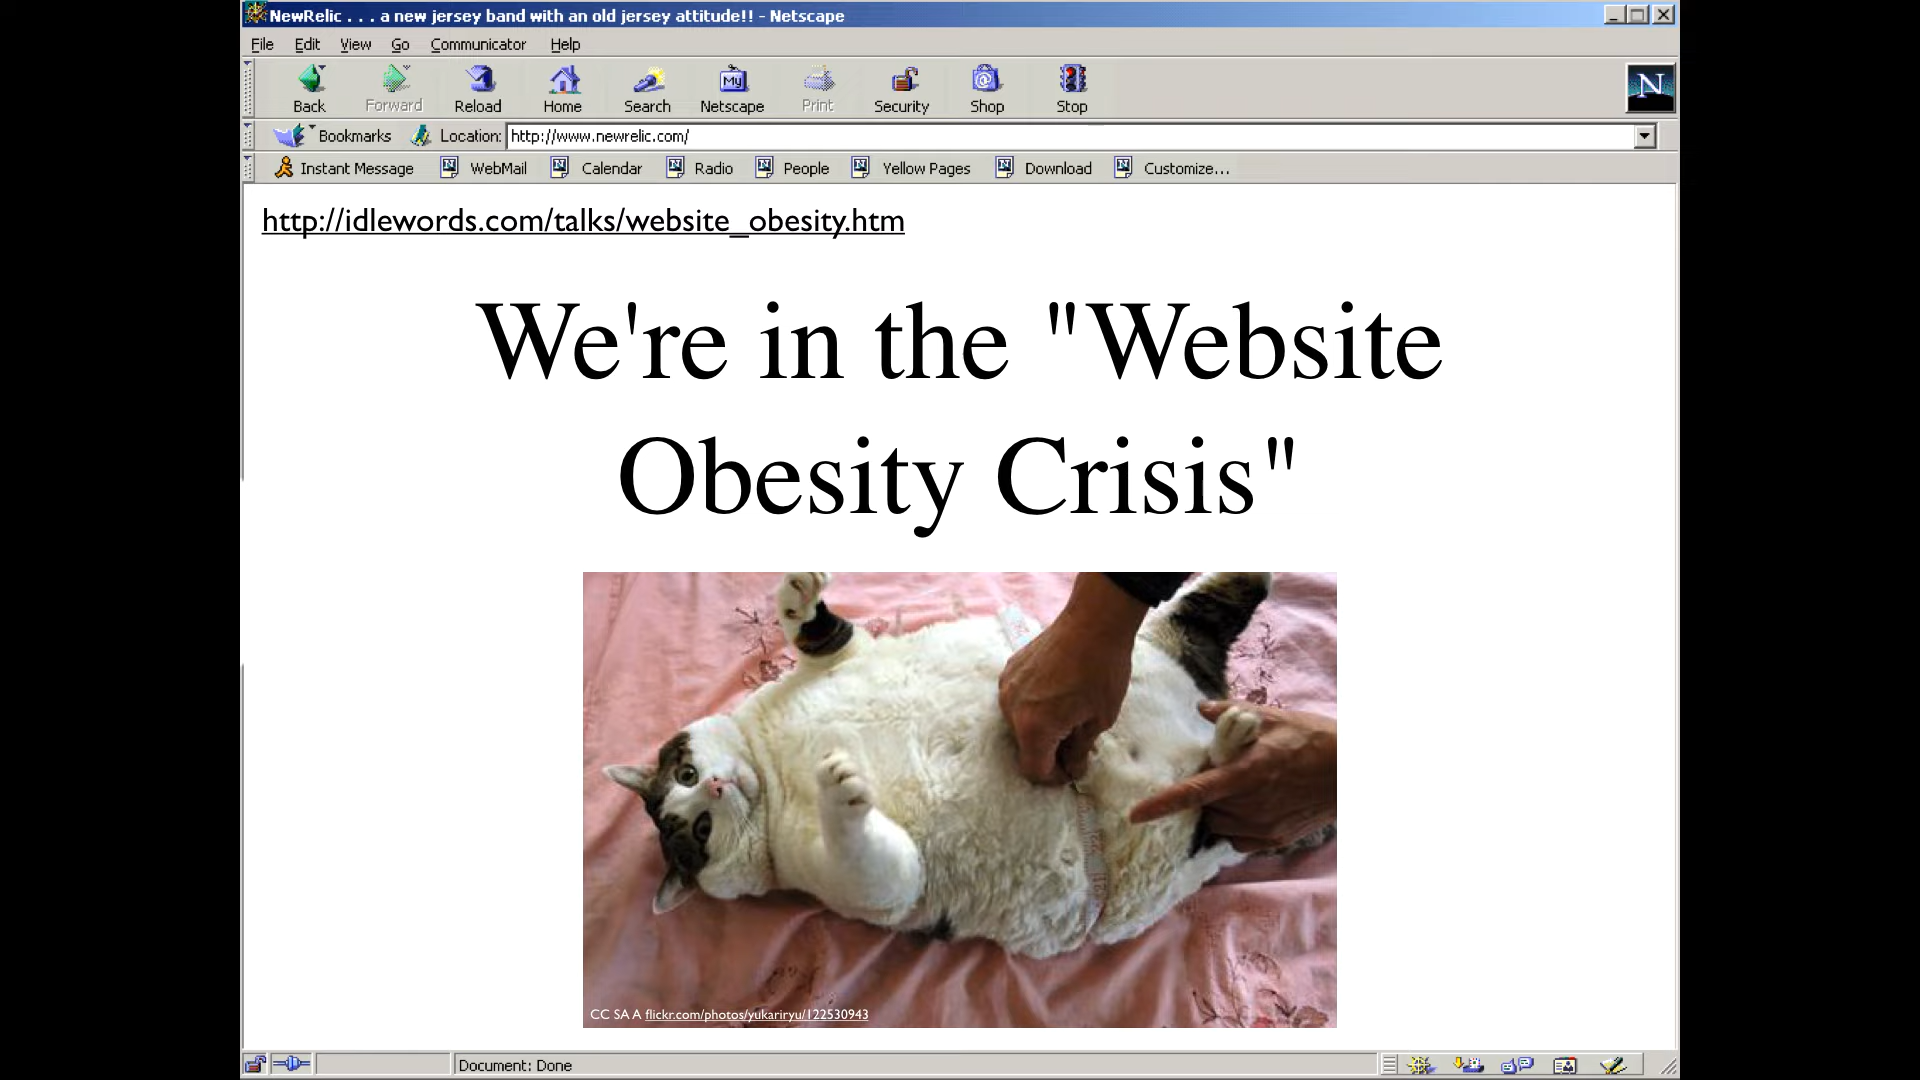 NewRelic . . . a new jersey band with an old jersey attitude!! - Netscape
File Edit View Go Communicator Help
Back Forward Reload Home Search Netscape Print Security Shop Stop
My
N
Bookmarks Location: http://www.newrelic.com/
Instant Message WebMail Calendar Radio People Yellow Pages Download Customize...
http://idlewords.com/talks/website_obesity.htm
We're in the "Website
Obesity Crisis"
CC SA A flickr.com/photos/yukariryu/122530943
Document: Done